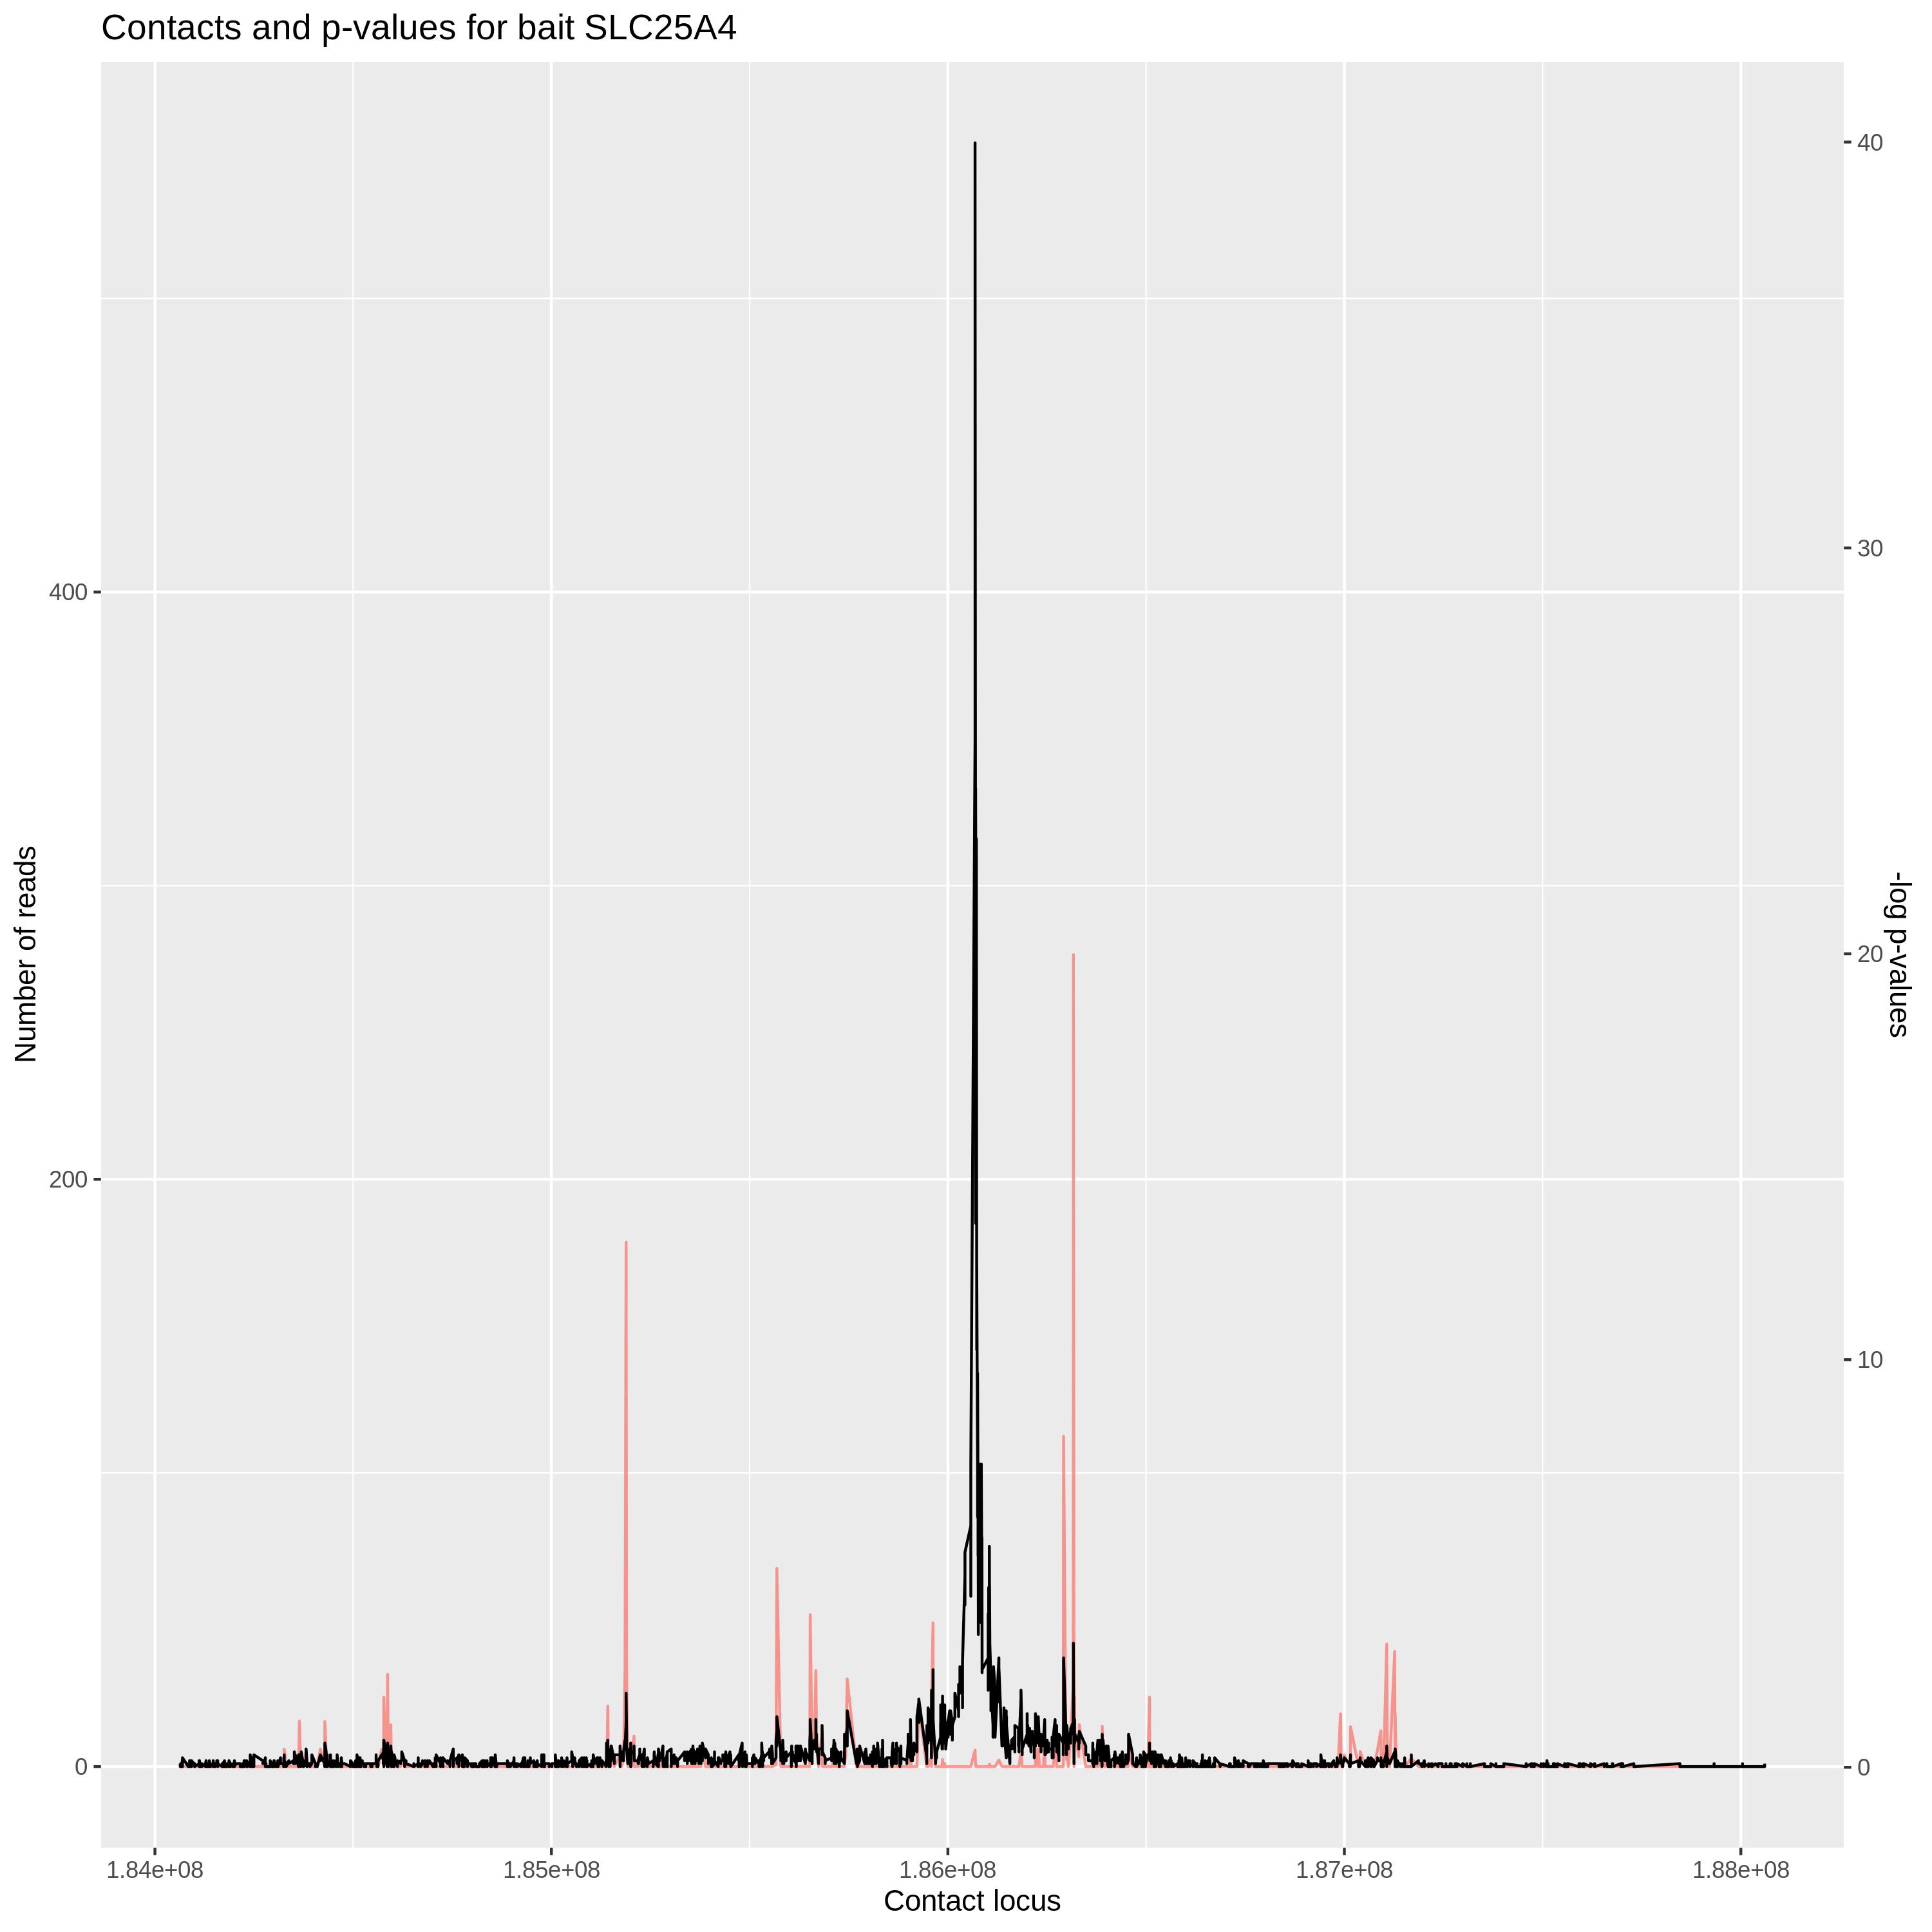 Contacts and p-values for bait SLC25A4
Number of reads
400
200
0
40
30
20
10
0
-log p-values
1.84e+08 1.85e+08 1.86e+08 1.87e+08 1.88e+08
Contact locus